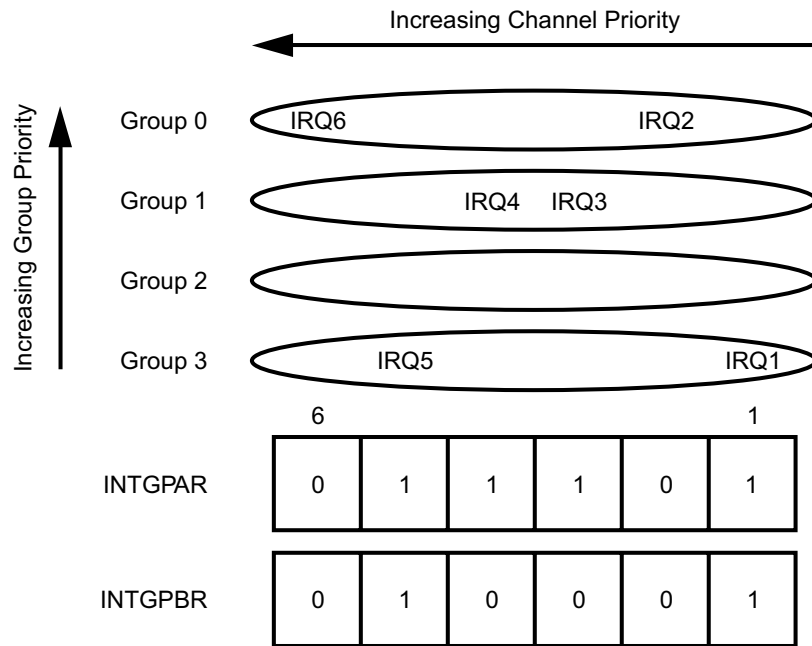 Increasing Channel Priority
Increasing Group Priority
Group 0 IRQ6 IRQ2
Group 1 IRQ4 IRQ3
Group 2
Group 3 IRQ5 IRQ1
6 1
INTGPAR 0 1 1 1 0 1
INTGPBR 0 1 0 0 0 1